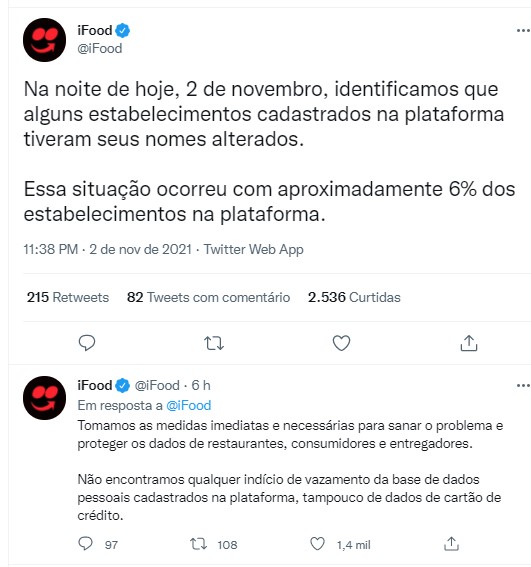 iFood
@iFood
Na noite de hoje, 2 de novembro, identificamos que
alguns estabelecimentos cadastrados na plataforma
tiveram seus nomes alterados.
Essa situação ocorreu com aproximadamente 6% dos
estabelecimentos na plataforma.
11:38 PM · 2 de nov de 2021 · Twitter Web App
215 Retweets 82 Tweets com comentário 2.536 Curtidas
iFood @iFood · 6 h
Em resposta a @iFood
Tomamos as medidas imediatas e necessárias para sanar o problema e
proteger os dados de restaurantes, consumidores e entregadores.
Não encontramos qualquer indício de vazamento da base de dados
pessoais cadastrados na plataforma, tampouco de dados de cartão de
crédito.
97 108 1,4 mil